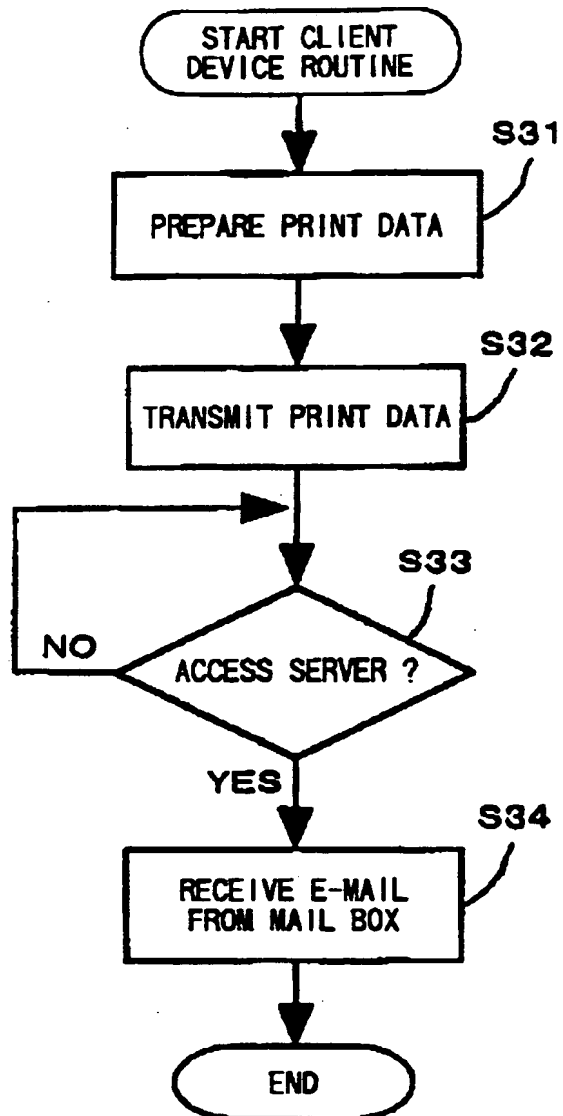 START CLIENT
DEVICE ROUTINE
S31
PREPARE PRINT DATA
S32
TRANSMIT PRINT DATA
S33
ACCESS SERVER ?
NO
YES
S34
RECEIVE E-MAIL
FROM MAIL BOX
END